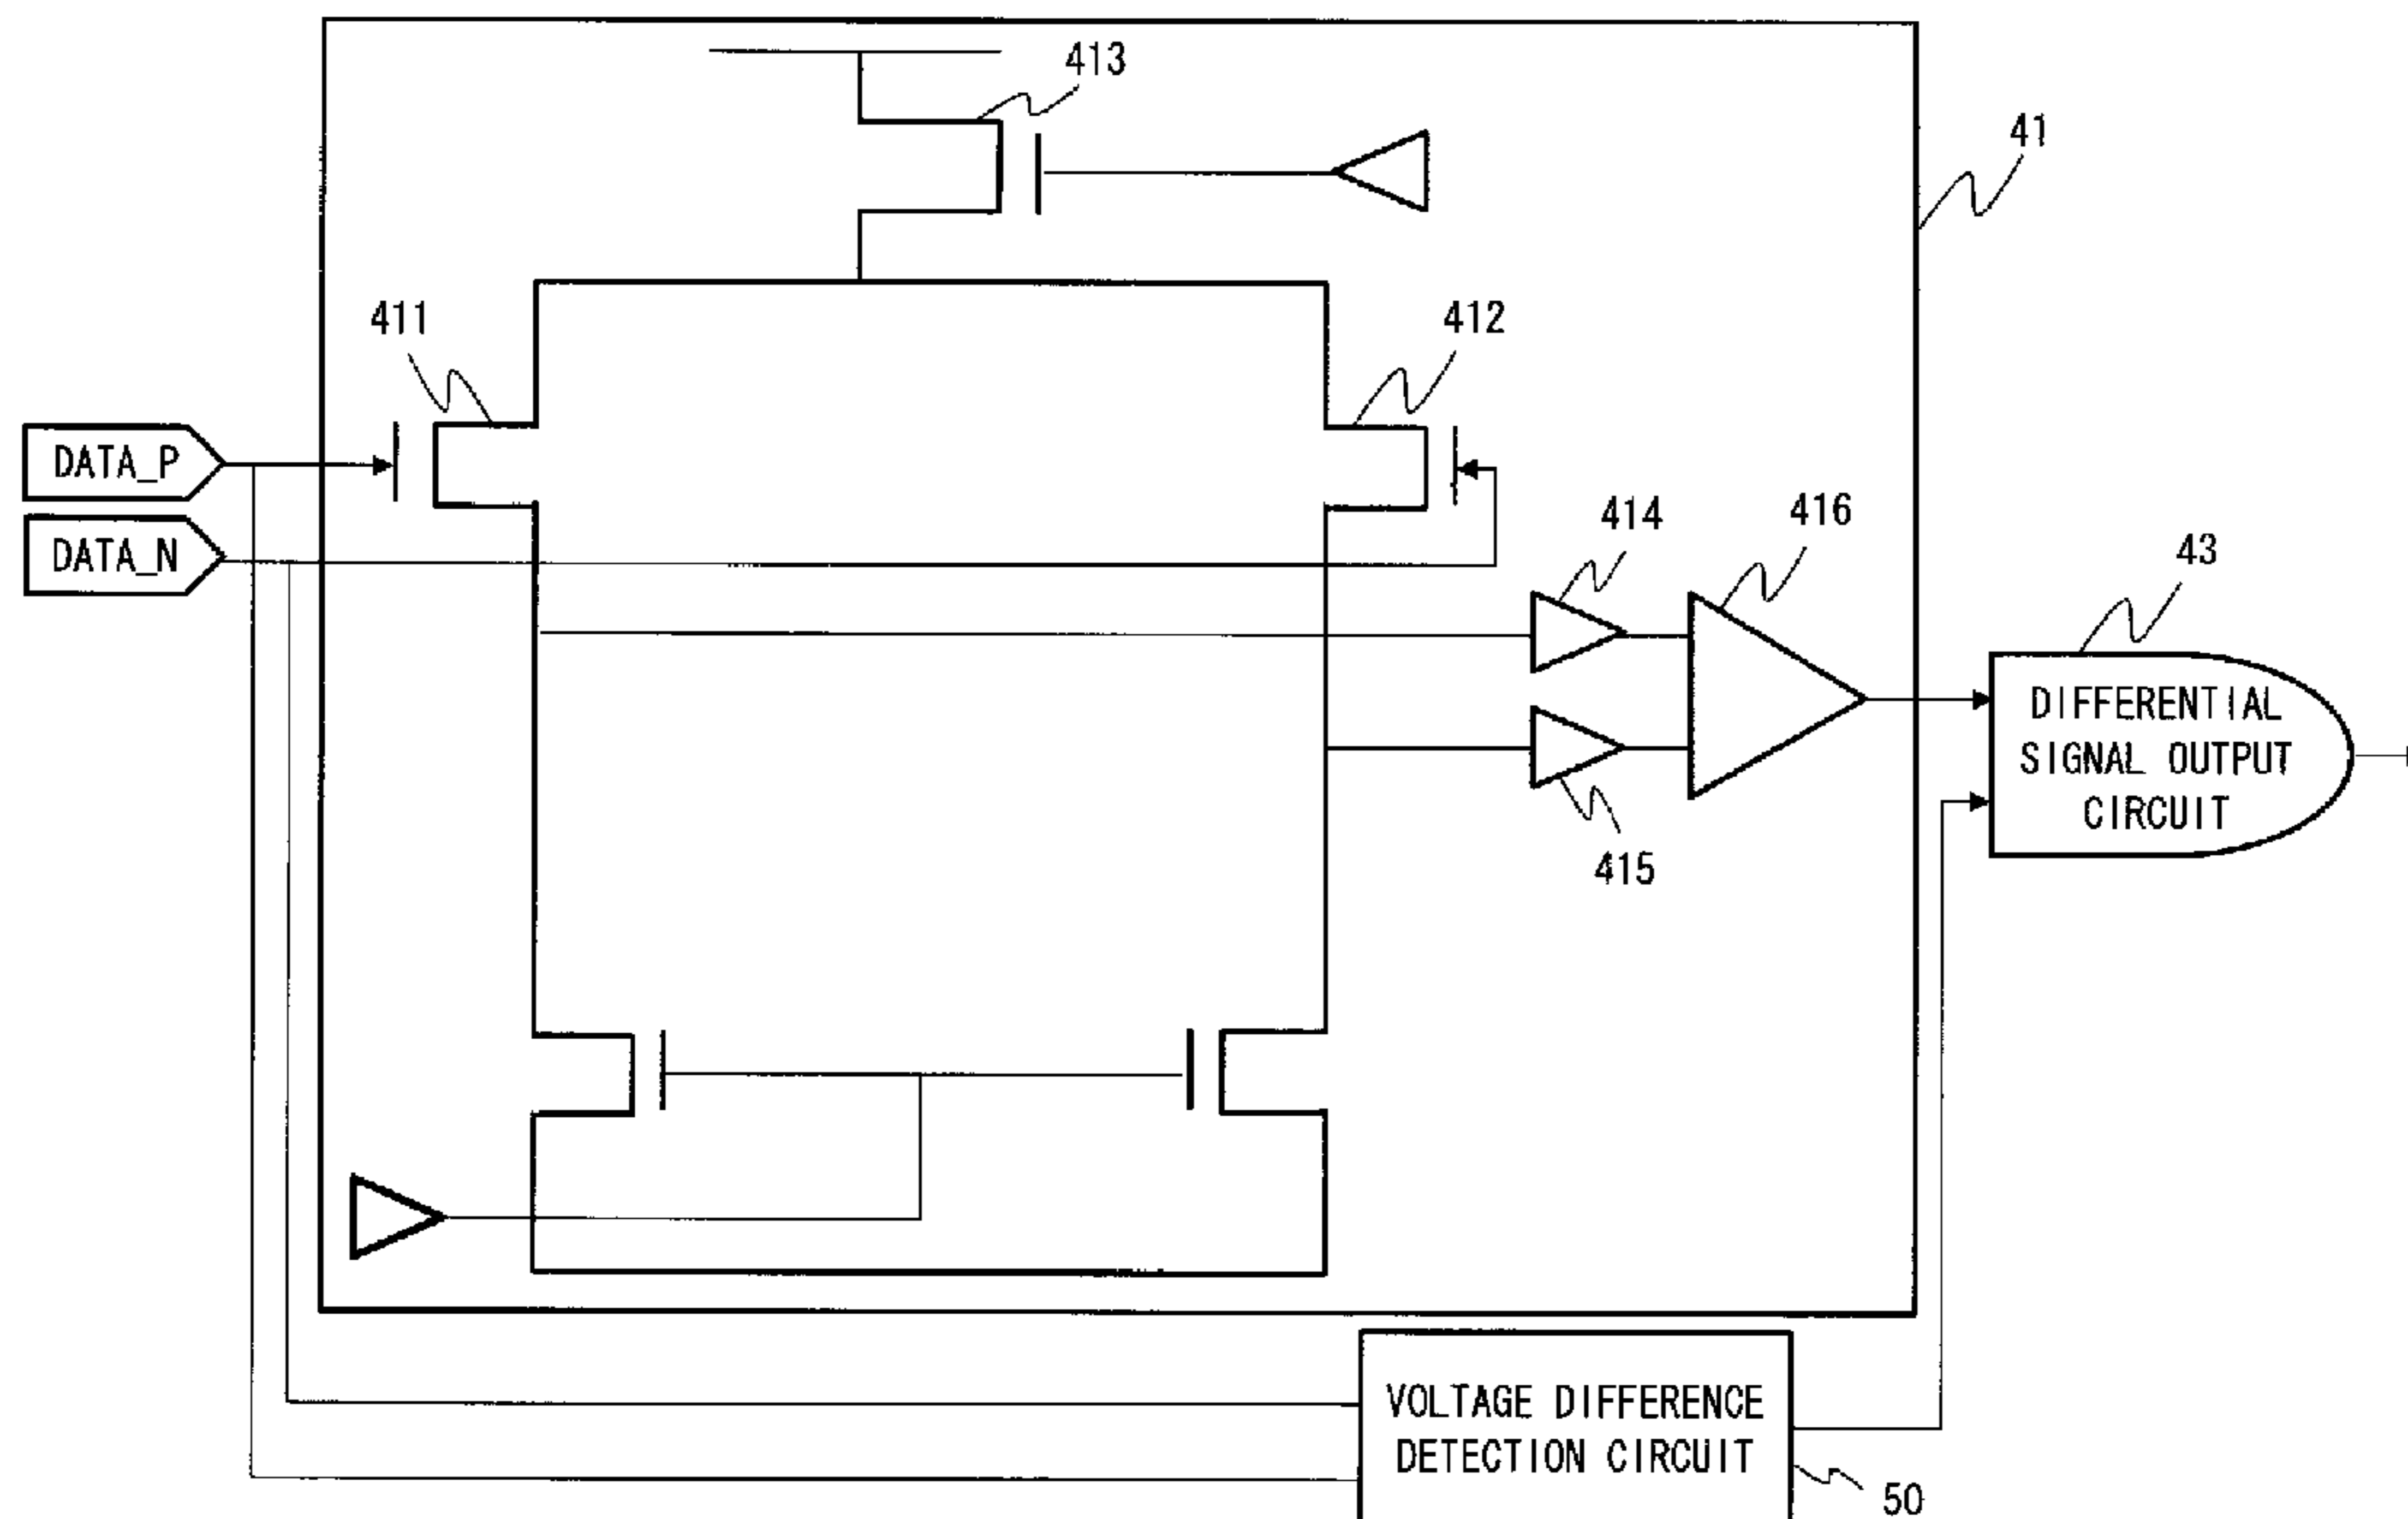 413
41
411
412
DATA_P
DATA_N
414
416
43
415
DIFFERENTIAL
SIGNAL OUTPUT
CIRCUIT
VOLTAGE DIFFERENCE
DETECTION CIRCUIT
50